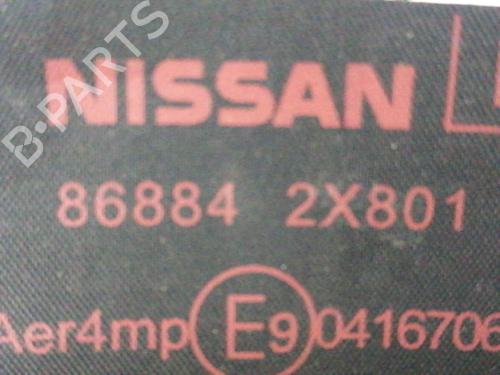 B-PARTS
NISSAN
86884 2X801
Aer4mp E9 0416706